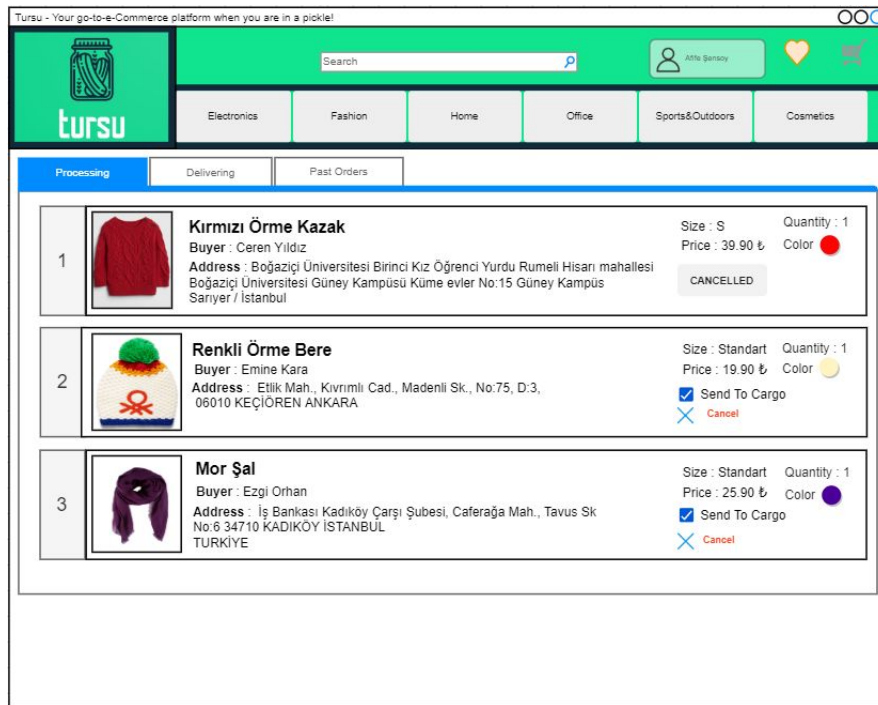 Tursu - Your go-to-e-Commerce platform when you are in a pickle!
tursu
Search
Afife Şensoy
Electronics
Fashion
Home
Office
Sports&Outdoors
Cosmetics
Processing
Delivering
Past Orders
1
Kırmızı Örme Kazak
Buyer : Ceren Yıldız
Address : Boğaziçi Üniversitesi Birinci Kız Öğrenci Yurdu Rumeli Hisarı mahallesi
Boğaziçi Üniversitesi Güney Kampüsü Küme evler No:15 Güney Kampüs
Sarıyer / İstanbul
Size : S
Quantity : 1
Price : 39.90 ₺
Color
CANCELLED
2
Renkli Örme Bere
Buyer : Emine Kara
Address : Etlik Mah., Kıvrımlı Cad., Madenli Sk., No:75, D:3,
06010 KEÇİÖREN ANKARA
Size : Standart
Quantity : 1
Price : 19.90 ₺
Color
Send To Cargo
Cancel
3
Mor Şal
Buyer : Ezgi Orhan
Address : İş Bankası Kadıköy Çarşı Şubesi, Caferağa Mah., Tavus Sk
No:6 34710 KADIKÖY İSTANBUL
TURKİYE
Size : Standart
Quantity : 1
Price : 25.90 ₺
Color
Send To Cargo
Cancel